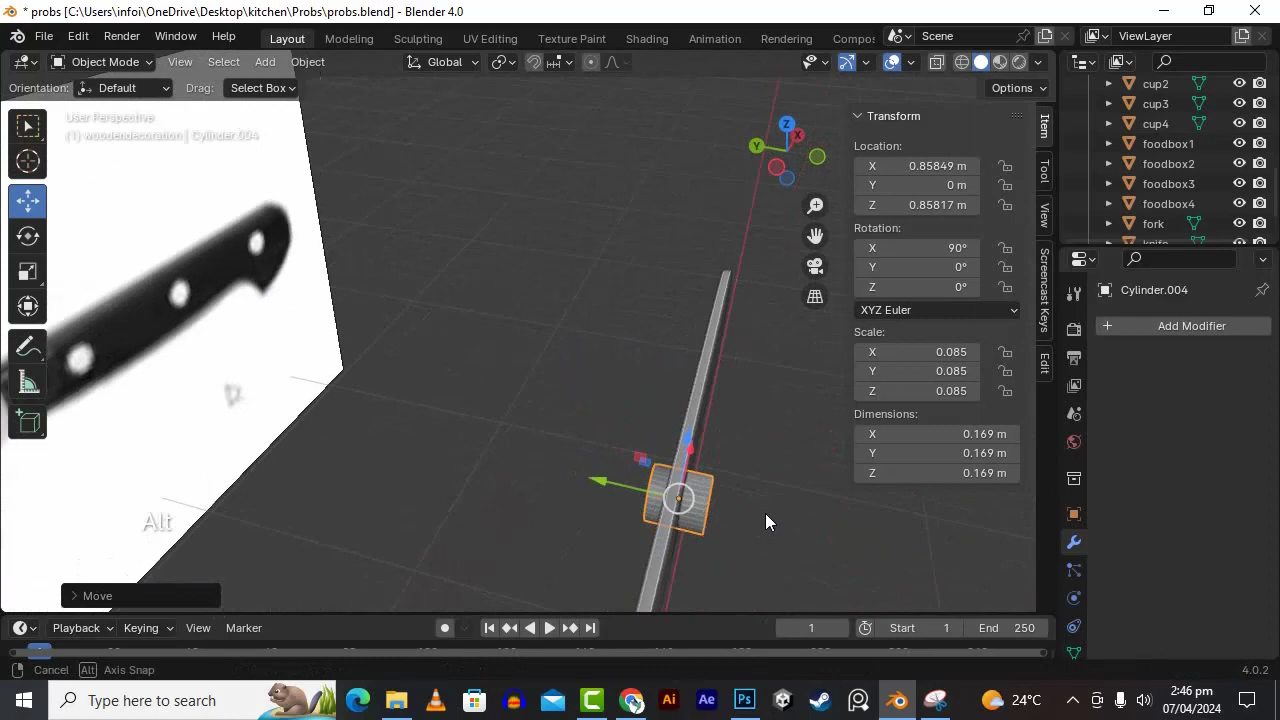 * probs [C:\Users\infoi\OneDrive\Desktop\kitchen\Probs\probs.blend] - Blender 4.0
File Edit Render Window Help Layout Modeling Sculpting UV Editing Texture Paint Shading Animation Rendering Compos Scene ViewLayer
Object Mode View Select Add Object Global
Orientation: Default Drag: Select Box Options
User Perspective
(1) woodendecoration | Cylinder.004
Transform
Location:
X 0.85849 m
Y 0 m
Z 0.85817 m
Rotation:
X 90°
Y 0°
Z 0°
XYZ Euler
Scale:
X 0.085
Y 0.085
Z 0.085
Dimensions:
X 0.169 m
Y 0.169 m
Z 0.169 m
Item
Tool
View
Screencast Keys
Edit
cup2
cup3
cup4
foodbox1
foodbox2
foodbox3
foodbox4
fork
Cylinder.004
Add Modifier
X
Y
Z
Alt
Move
Playback Keying View Marker 1 Start 1 End 250
Cancel Alt Axis Snap 4.0.2
Type here to search
Ai Ae Ps 24°C 2:46 pm
07/04/2024